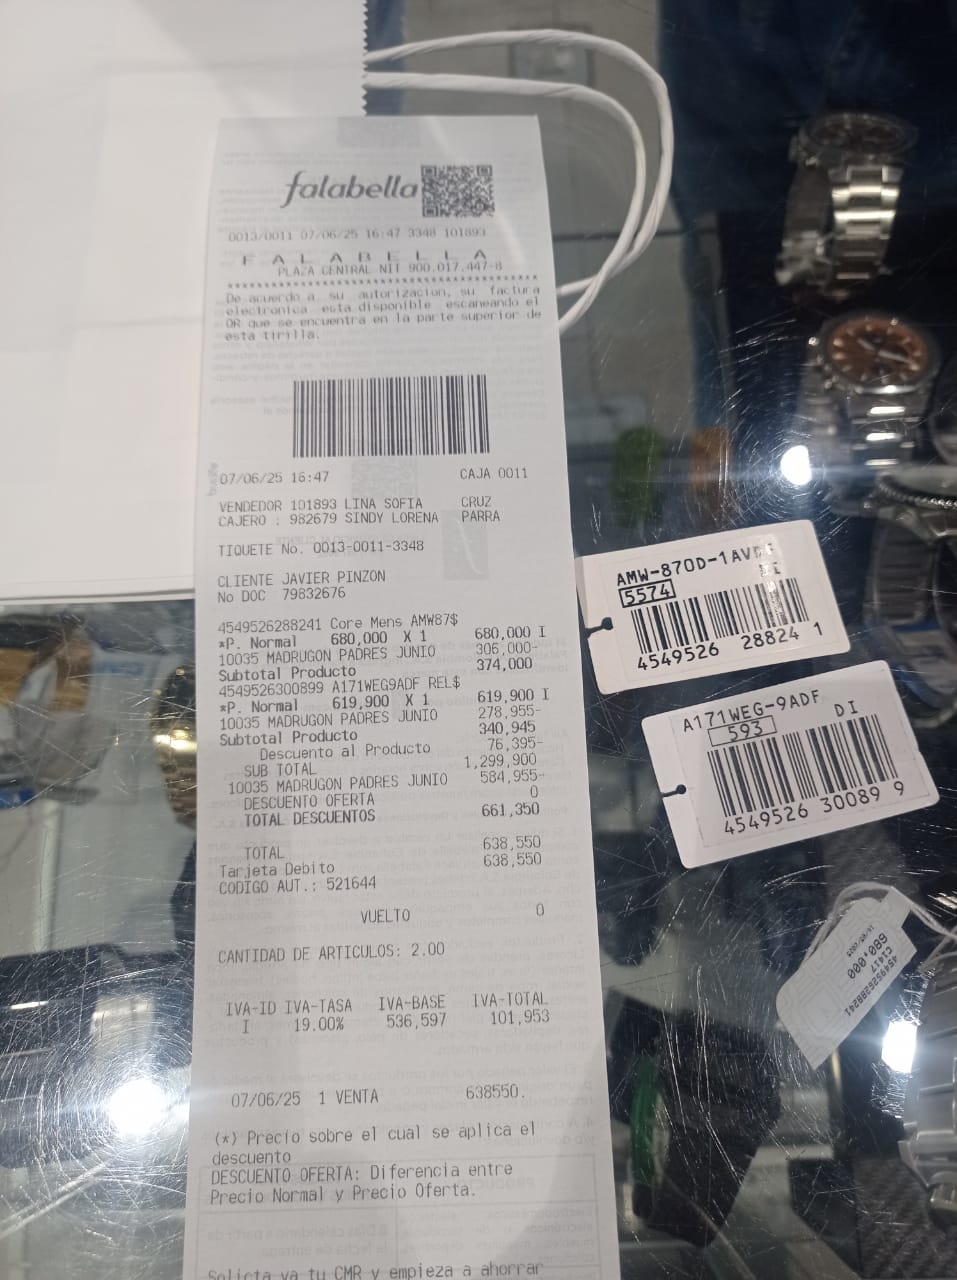 falabella
0013/0011 07/06/25 16:47 3348 101893
F A L A B E L L A
PLAZA CENTRAL NIT 900.017.447-8
De acuerdo a su autorizacion, su factura
electronica esta disponible escaneando el
QR que se encuentra en la parte superior de
esta tirilla.
07/06/25 16:47 CAJA 0011
VENDEDOR 101893 LINA SOFIA CRUZ
CAJERO : 982679 SINDY LORENA PARRA
TIQUETE No. 0013-0011-3348
CLIENTE JAVIER PINZON
No DOC 79832676
4549526288241 Core Mens AMW87$
*P. Normal 680,000 X 1 680,000 I
10035 MADRUGON PADRES JUNIO 306,000-
Subtotal Producto 374,000
4549526300899 A171WEG9ADF REL$
*P. Normal 619,900 X 1 619,900 I
10035 MADRUGON PADRES JUNIO 278,955-
Subtotal Producto 340,945
Descuento al Producto 76,395-
SUB TOTAL 1,299,900
10035 MADRUGON PADRES JUNIO 584,955-
DESCUENTO OFERTA 0
TOTAL DESCUENTOS 661,350
TOTAL 638,550
Tarjeta Debito 638,550
CODIGO AUT.: 521644
VUELTO 0
CANTIDAD DE ARTICULOS: 2.00
IVA-ID IVA-TASA IVA-BASE IVA-TOTAL
I 19.00% 536,597 101,953
07/06/25 1 VENTA 638550.
(*) Precio sobre el cual se aplica el
descuento
DESCUENTO OFERTA: Diferencia entre
Precio Normal y Precio Oferta.
Solicta ya tu CMR y empieza a ahorrar
AMW-870D-1AVDF
DI
5574
4549526 28824 1
A171WEG-9ADF DI
593
4549526 30089 9
680,000
C1417
4549526288241